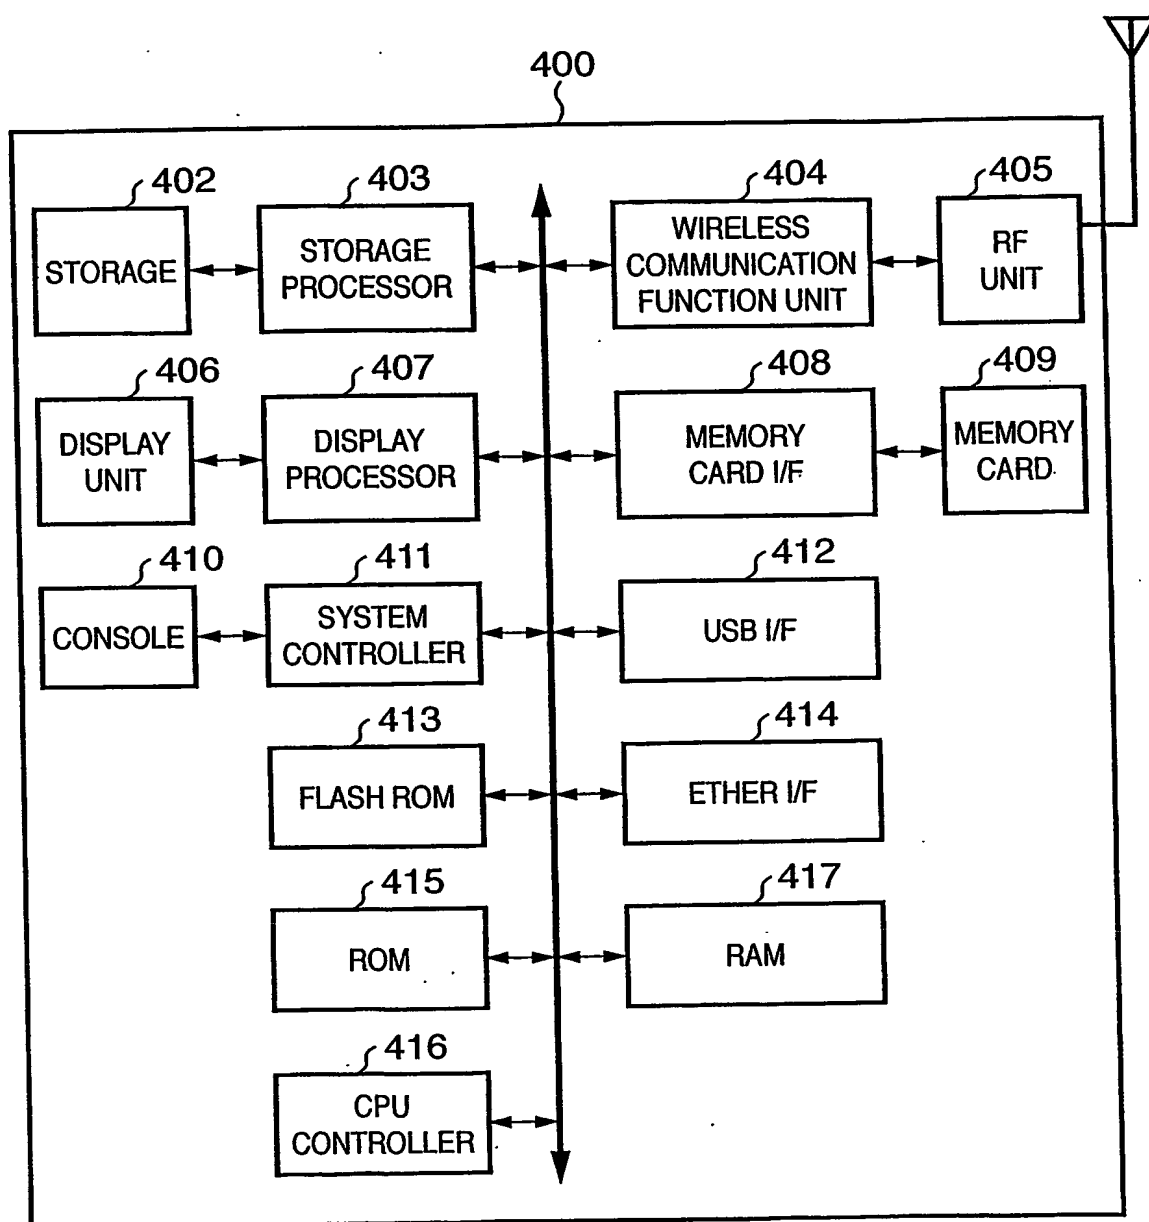 400
402
403
404
405
STORAGE
STORAGE
PROCESSOR
WIRELESS
COMMUNICATION
FUNCTION UNIT
RF
UNIT
406
407
408
409
DISPLAY
UNIT
DISPLAY
PROCESSOR
MEMORY
CARD I/F
MEMORY
CARD
410
411
412
CONSOLE
SYSTEM
CONTROLLER
USB I/F
413
414
FLASH ROM
ETHER I/F
415
417
ROM
RAM
416
CPU
CONTROLLER